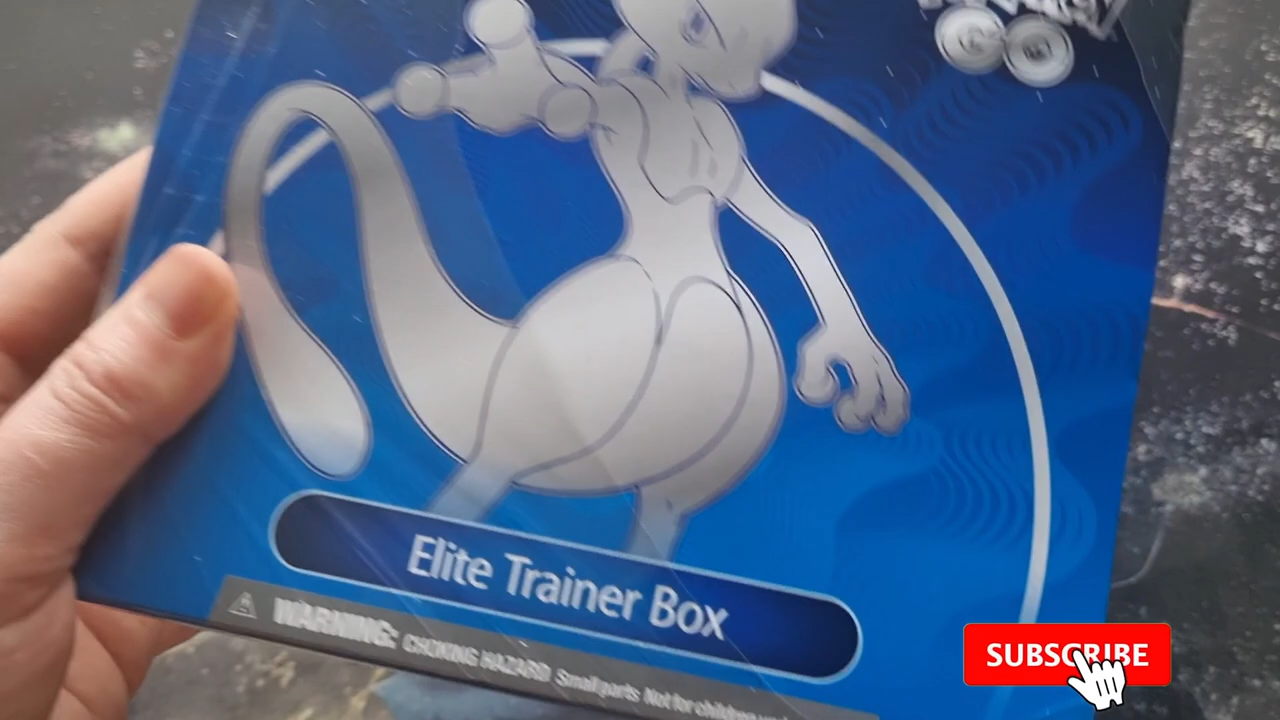 Elite Trainer Box
WARNING: CHOKING HAZARD Small parts Not for children
SUBSCRIBE